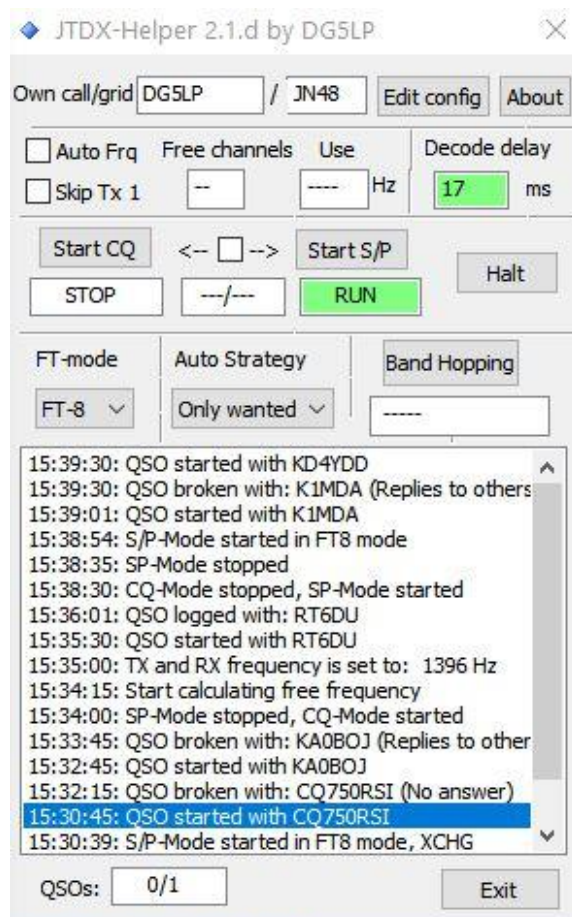 JTDX-Helper 2.1.d by DG5LP
Own call/grid DG5LP / JN48 Edit config About
Auto Frq Free channels Use Decode delay
Skip Tx 1 -- ---- Hz 17 ms
Start CQ <-- --> Start S/P Halt
STOP ---/--- RUN
FT-mode Auto Strategy Band Hopping
FT-8 Only wanted -----
15:39:30: QSO started with KD4YDD
15:39:30: QSO broken with: K1MDA (Replies to others
15:39:01: QSO started with K1MDA
15:38:54: S/P-Mode started in FT8 mode
15:38:35: SP-Mode stopped
15:38:30: CQ-Mode stopped, SP-Mode started
15:36:01: QSO logged with: RT6DU
15:35:30: QSO started with RT6DU
15:35:00: TX and RX frequency is set to: 1396 Hz
15:34:15: Start calculating free frequency
15:34:00: SP-Mode stopped, CQ-Mode started
15:33:45: QSO broken with: KA0BOJ (Replies to other
15:32:45: QSO started with KA0BOJ
15:32:15: QSO broken with: CQ750RSI (No answer)
15:30:45: QSO started with CQ750RSI
15:30:39: S/P-Mode started in FT8 mode, XCHG
QSOs: 0/1 Exit